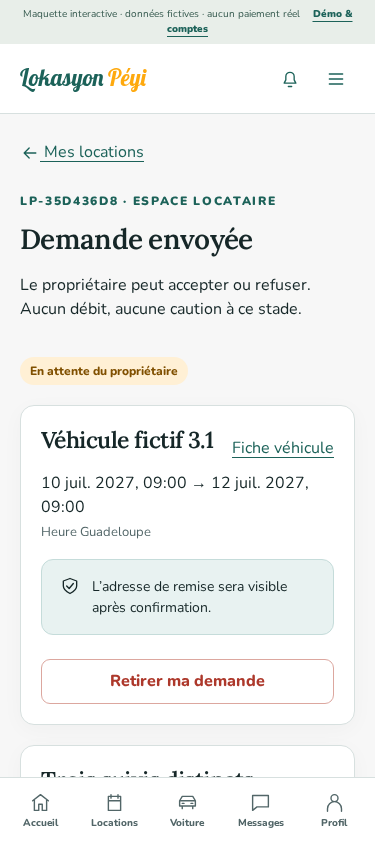 Maquette interactive · données fictives · aucun paiement réel Démo &
comptes
Lokasyon Péyi
← Mes locations
LP-35D436D8 · ESPACE LOCATAIRE
Demande envoyée
Le propriétaire peut accepter ou refuser.
Aucun débit, aucune caution à ce stade.
En attente du propriétaire
Véhicule fictif 3.1 Fiche véhicule
10 juil. 2027, 09:00 → 12 juil. 2027,
09:00
Heure Guadeloupe
L’adresse de remise sera visible
après confirmation.
Retirer ma demande
Trois suivis distincts
Accueil Locations Voiture Messages Profil